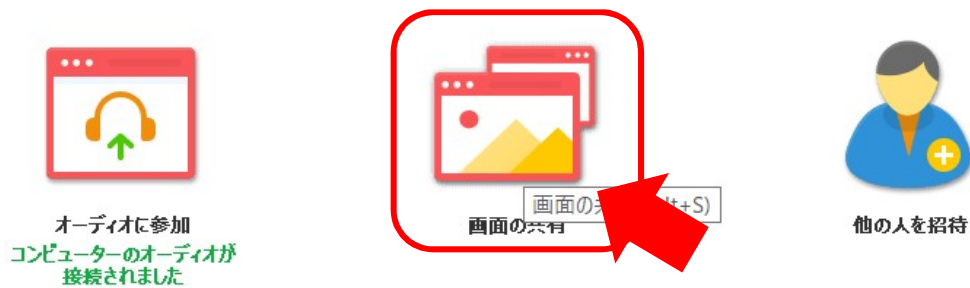 オーディオに参加
コンピューターのオーディオが
接続されました
画面の共有
画面の lt+S)
他の人を招待